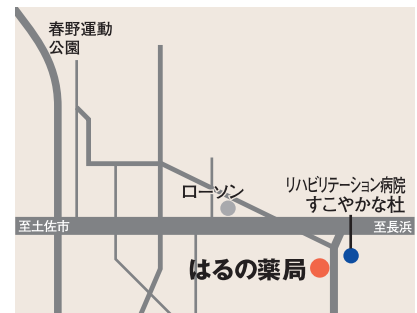 春野運動
公園
ローソン
リハビリテーション病院
すこやかな杜
至土佐市
至長浜
はるの薬局